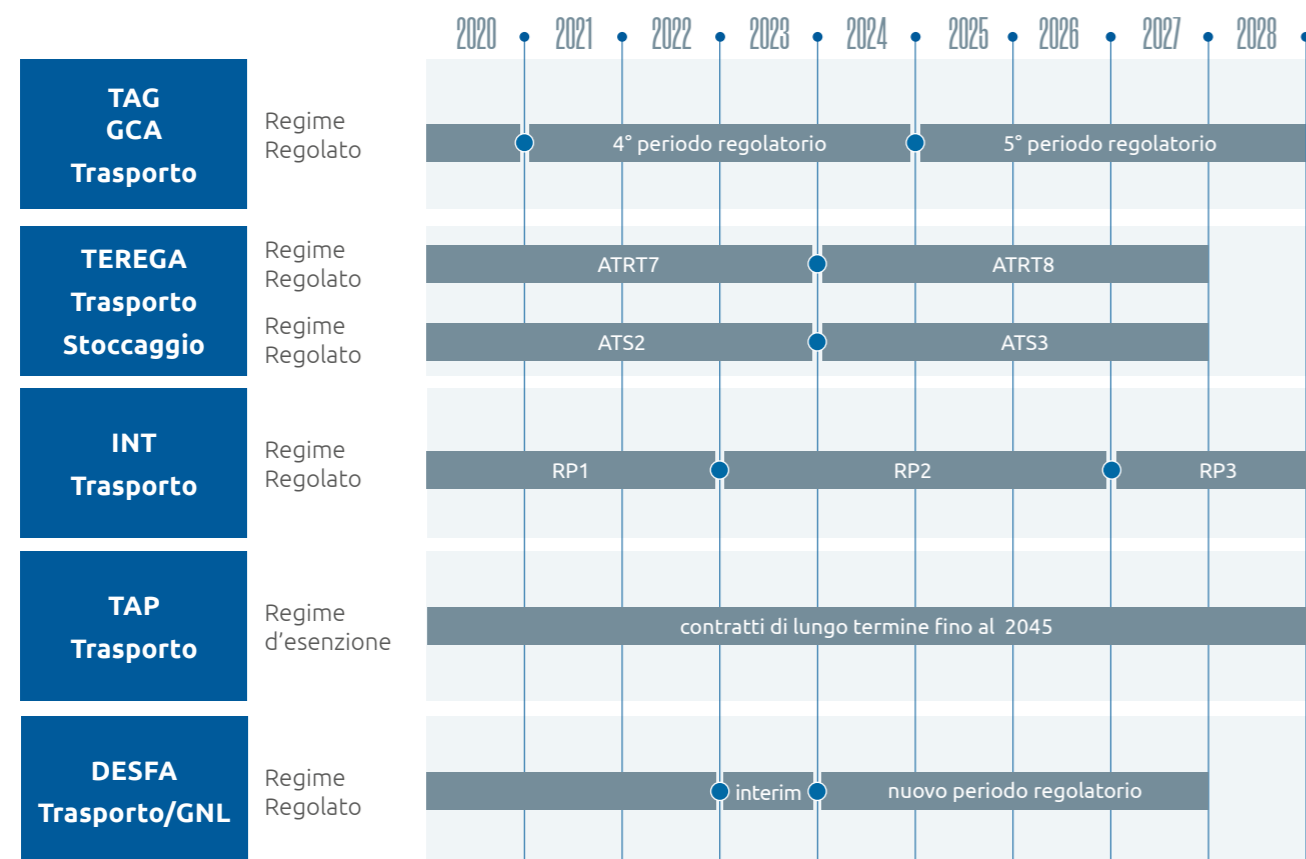 2020 2021 2022 2023 2024 2025 2026 2027 2028
TAG
GCA
Trasporto
Regime
Regolato
4° periodo regolatorio
5° periodo regolatorio
TEREGA
Trasporto
Stoccaggio
Regime
Regolato
ATRT7
ATRT8
Regime
Regolato
ATS2
ATS3
INT
Trasporto
Regime
Regolato
RP1
RP2
RP3
TAP
Trasporto
Regime
d'esenzione
contratti di lungo termine fino al 2045
DESFA
Trasporto/GNL
Regime
Regolato
interim
nuovo periodo regolatorio